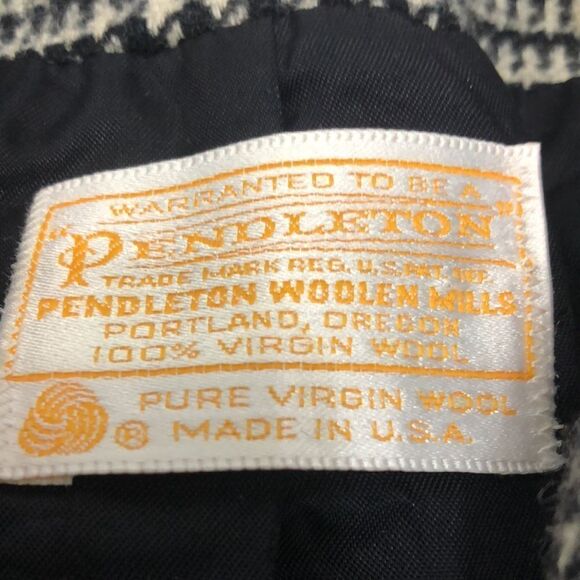 WARRANTED TO BE A
"PENDLETON"
TRADE MARK REG. U.S. PAT. OFF.
PENDLETON WOOLEN MILLS
PORTLAND, OREGON
100% VIRGIN WOOL
PURE VIRGIN WOOL
® MADE IN U.S.A.